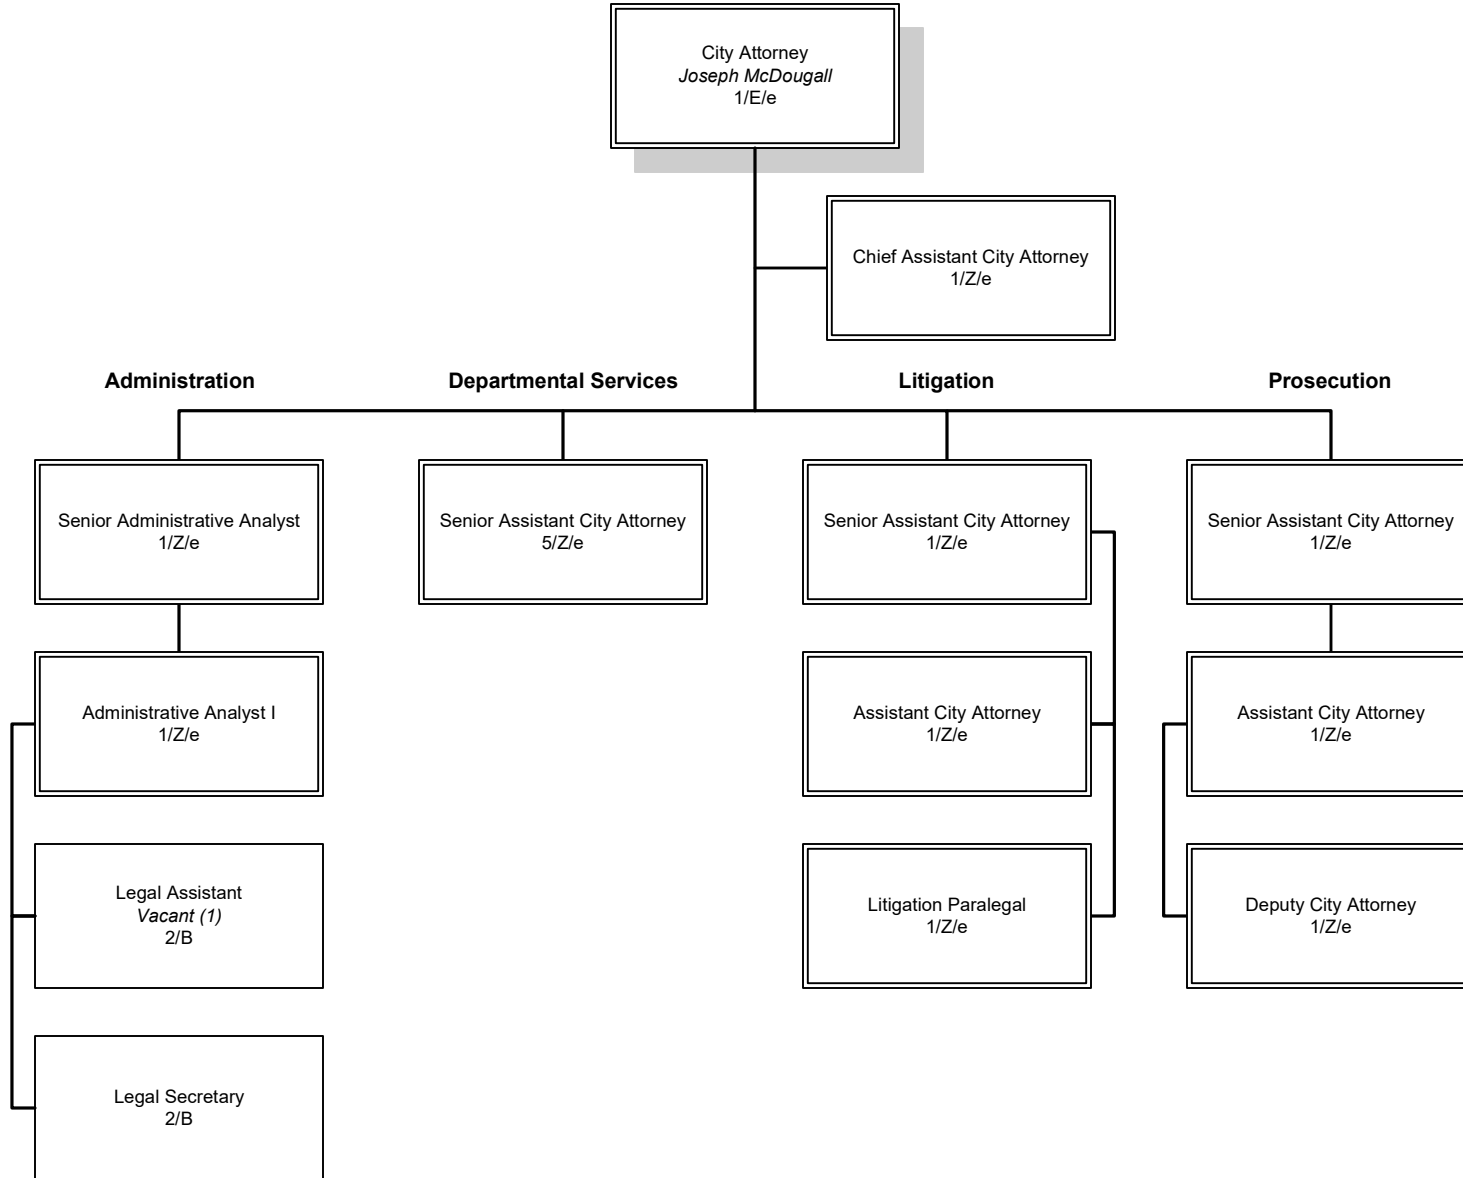 City Attorney
Joseph McDougall
1/E/e
Chief Assistant City Attorney
1/Z/e
Administration
Departmental Services
Litigation
Prosecution
Senior Administrative Analyst
1/Z/e
Senior Assistant City Attorney
5/Z/e
Senior Assistant City Attorney
1/Z/e
Senior Assistant City Attorney
1/Z/e
Administrative Analyst I
1/Z/e
Assistant City Attorney
1/Z/e
Assistant City Attorney
1/Z/e
Legal Assistant
Vacant (1)
2/B
Litigation Paralegal
1/Z/e
Deputy City Attorney
1/Z/e
Legal Secretary
2/B